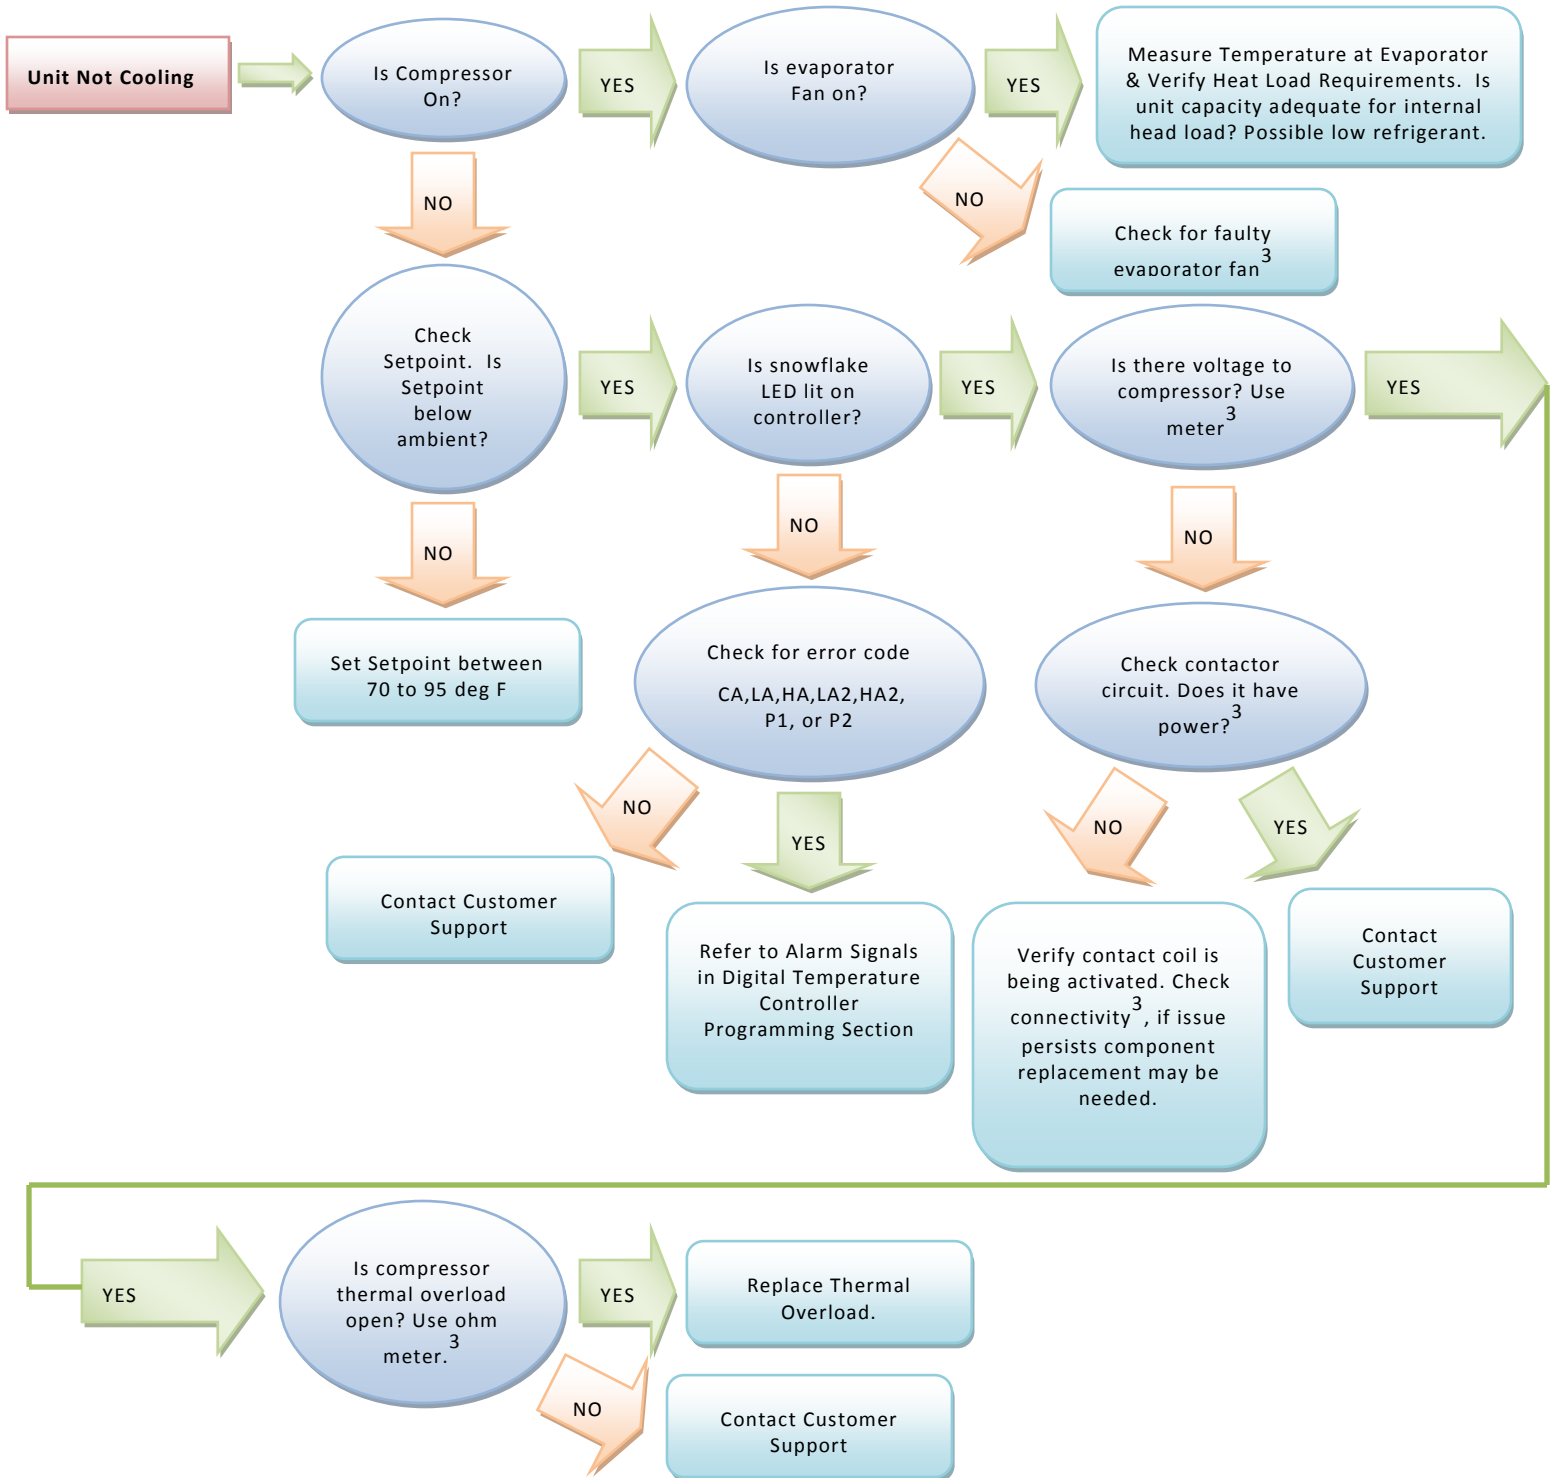 Unit Not Cooling
Is Compressor
On?
YES
Is evaporator
Fan on?
YES
Measure Temperature at Evaporator
& Verify Heat Load Requirements.  Is
unit capacity adequate for internal
head load? Possible low refrigerant.
NO
NO
Check for faulty
evaporator fan3
Check
Setpoint.  Is
Setpoint
below
ambient?
YES
Is snowflake
LED lit on
controller?
YES
Is there voltage to
compressor? Use
meter3
YES
NO
NO
NO
Set Setpoint between
70 to 95 deg F
Check for error code
CA,LA,HA,LA2,HA2,
P1, or P2
Check contactor
circuit. Does it have
power?3
NO
YES
NO
YES
Contact Customer
Support
Refer to Alarm Signals
in Digital Temperature
Controller
Programming Section
Verify contact coil is
being activated. Check
connectivity3, if issue
persists component
replacement may be
needed.
Contact
Customer
Support
YES
Is compressor
thermal overload
open? Use ohm
meter.3
YES
Replace Thermal
Overload.
NO
Contact Customer
Support